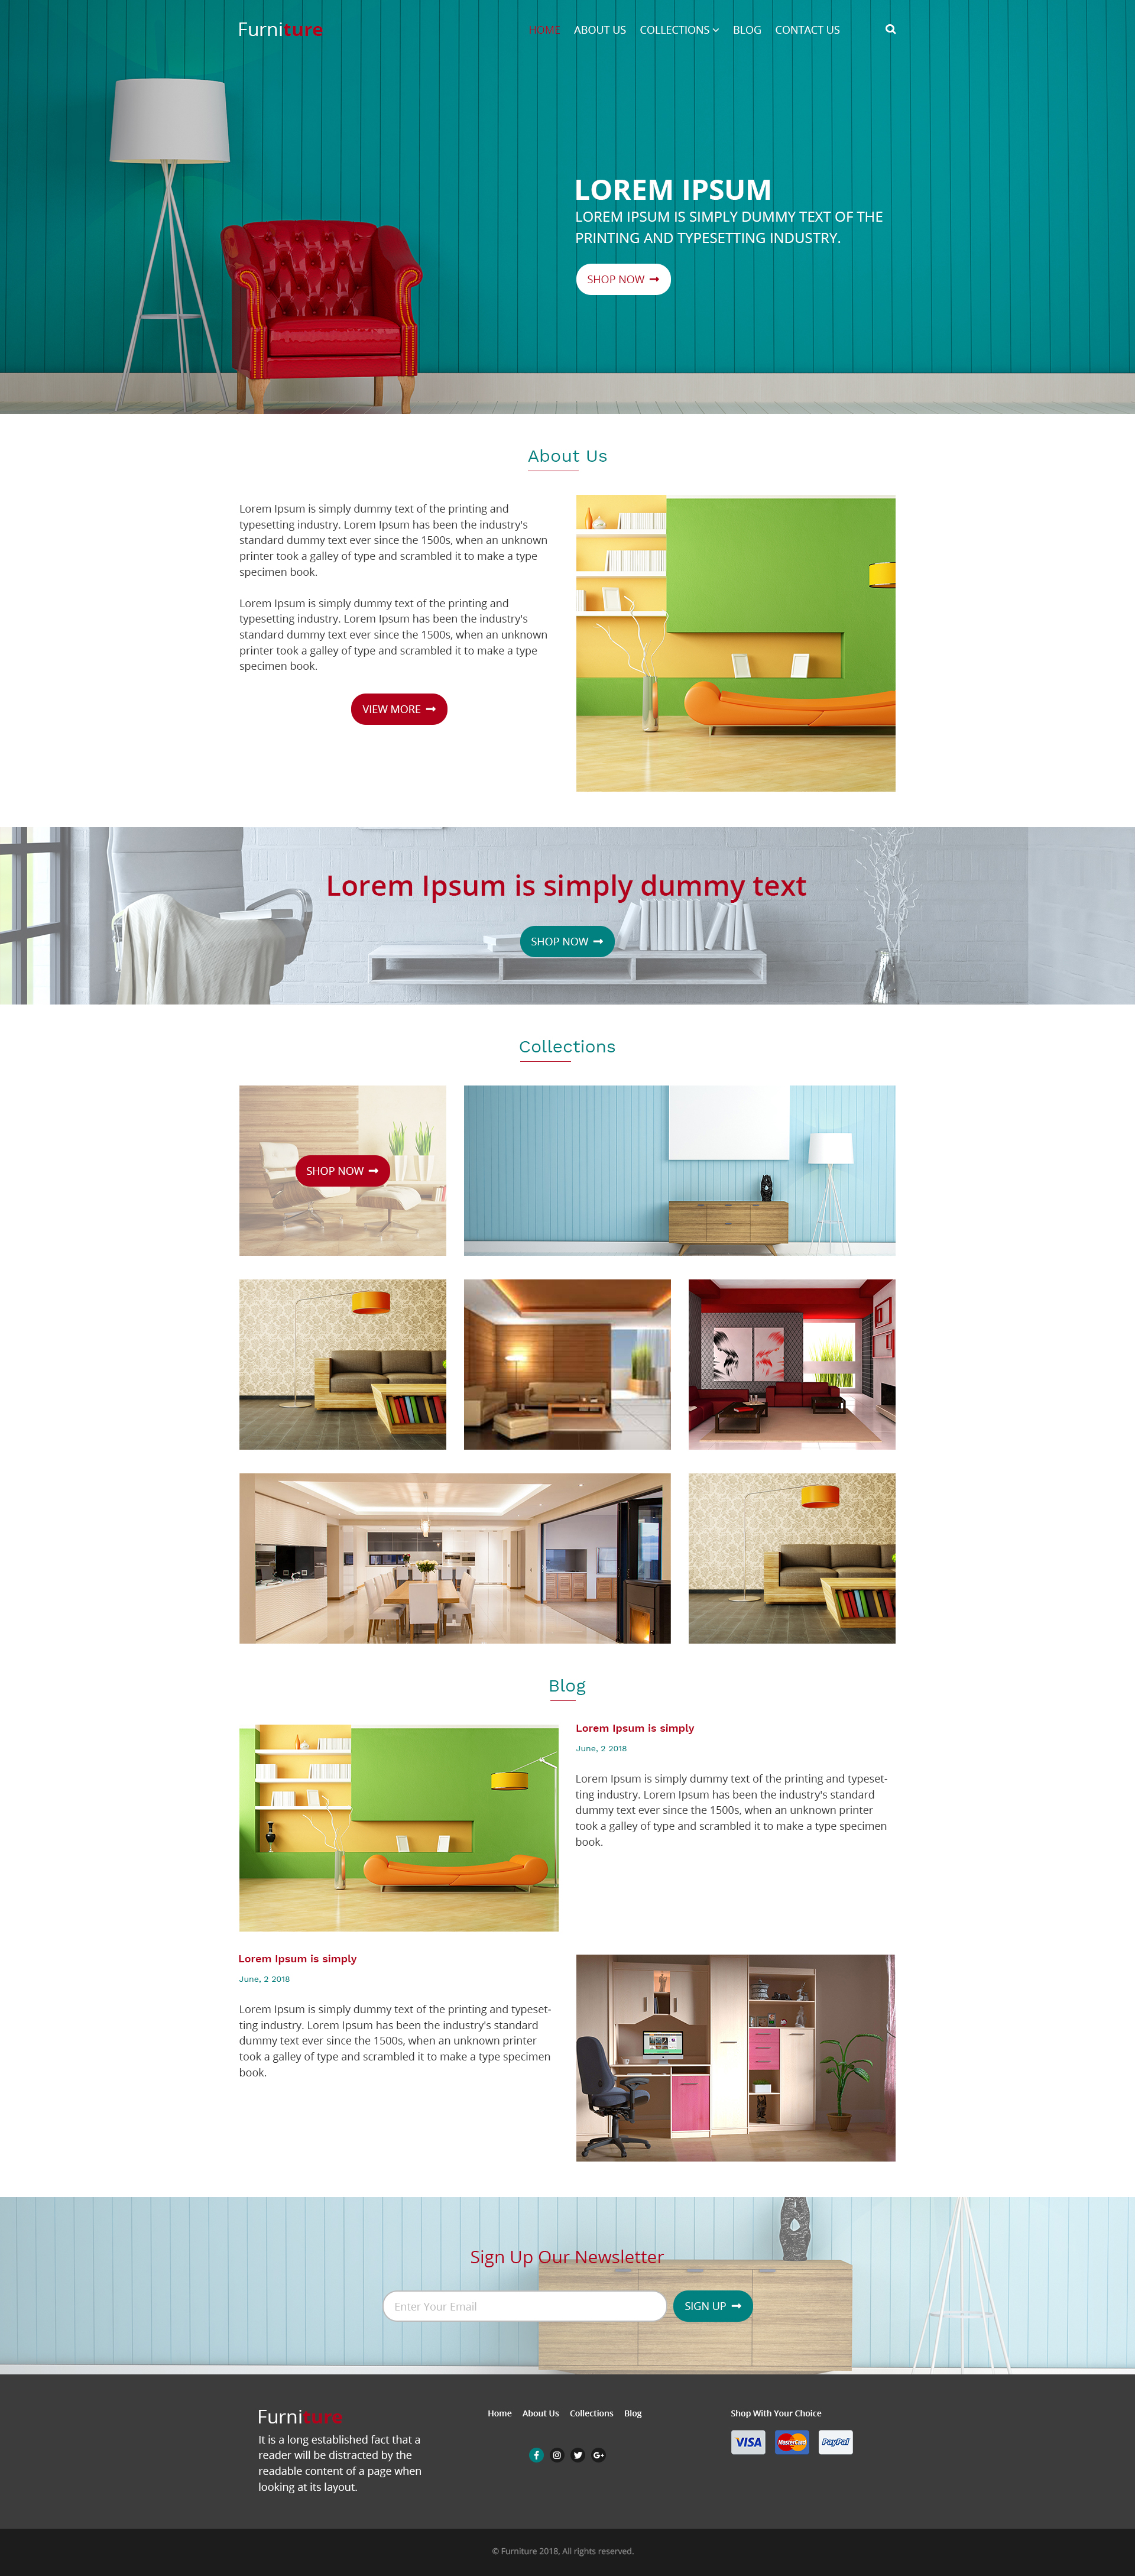 Furniture
HOME ABOUT US COLLECTIONS BLOG CONTACT US
LOREM IPSUM
LOREM IPSUM IS SIMPLY DUMMY TEXT OF THE
PRINTING AND TYPESETTING INDUSTRY.
SHOP NOW
About Us
Lorem Ipsum is simply dummy text of the printing and
typesetting industry. Lorem Ipsum has been the industry's
standard dummy text ever since the 1500s, when an unknown
printer took a galley of type and scrambled it to make a type
specimen book.
Lorem Ipsum is simply dummy text of the printing and
typesetting industry. Lorem Ipsum has been the industry's
standard dummy text ever since the 1500s, when an unknown
printer took a galley of type and scrambled it to make a type
specimen book.
VIEW MORE
Lorem Ipsum is simply dummy text
SHOP NOW
Collections
SHOP NOW
Blog
Lorem Ipsum is simply
June, 2 2018
Lorem Ipsum is simply dummy text of the printing and typeset-
ting industry. Lorem Ipsum has been the industry's standard
dummy text ever since the 1500s, when an unknown printer
took a galley of type and scrambled it to make a type specimen
book.
Lorem Ipsum is simply
June, 2 2018
Lorem Ipsum is simply dummy text of the printing and typeset-
ting industry. Lorem Ipsum has been the industry's standard
dummy text ever since the 1500s, when an unknown printer
took a galley of type and scrambled it to make a type specimen
book.
Sign Up Our Newsletter
Enter Your Email
SIGN UP
Furniture
It is a long established fact that a
reader will be distracted by the
readable content of a page when
looking at its layout.
Home About Us Collections Blog
Shop With Your Choice
VISA MasterCard PayPal
© Furniture 2018, All rights reserved.